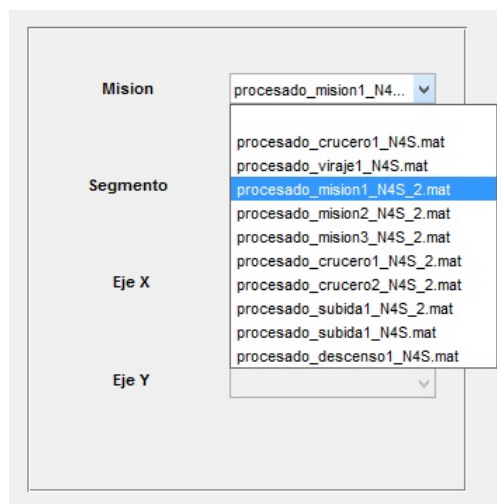 Mision
procesado_mision1_N4...
procesado_crucero1_N4S.mat
procesado_viraje1_N4S.mat
Segmento
procesado_mision1_N4S_2.mat
procesado_mision2_N4S_2.mat
procesado_mision3_N4S_2.mat
procesado_crucero1_N4S_2.mat
Eje X
procesado_crucero2_N4S_2.mat
procesado_subida1_N4S_2.mat
procesado_subida1_N4S.mat
procesado_descenso1_N4S.mat
Eje Y